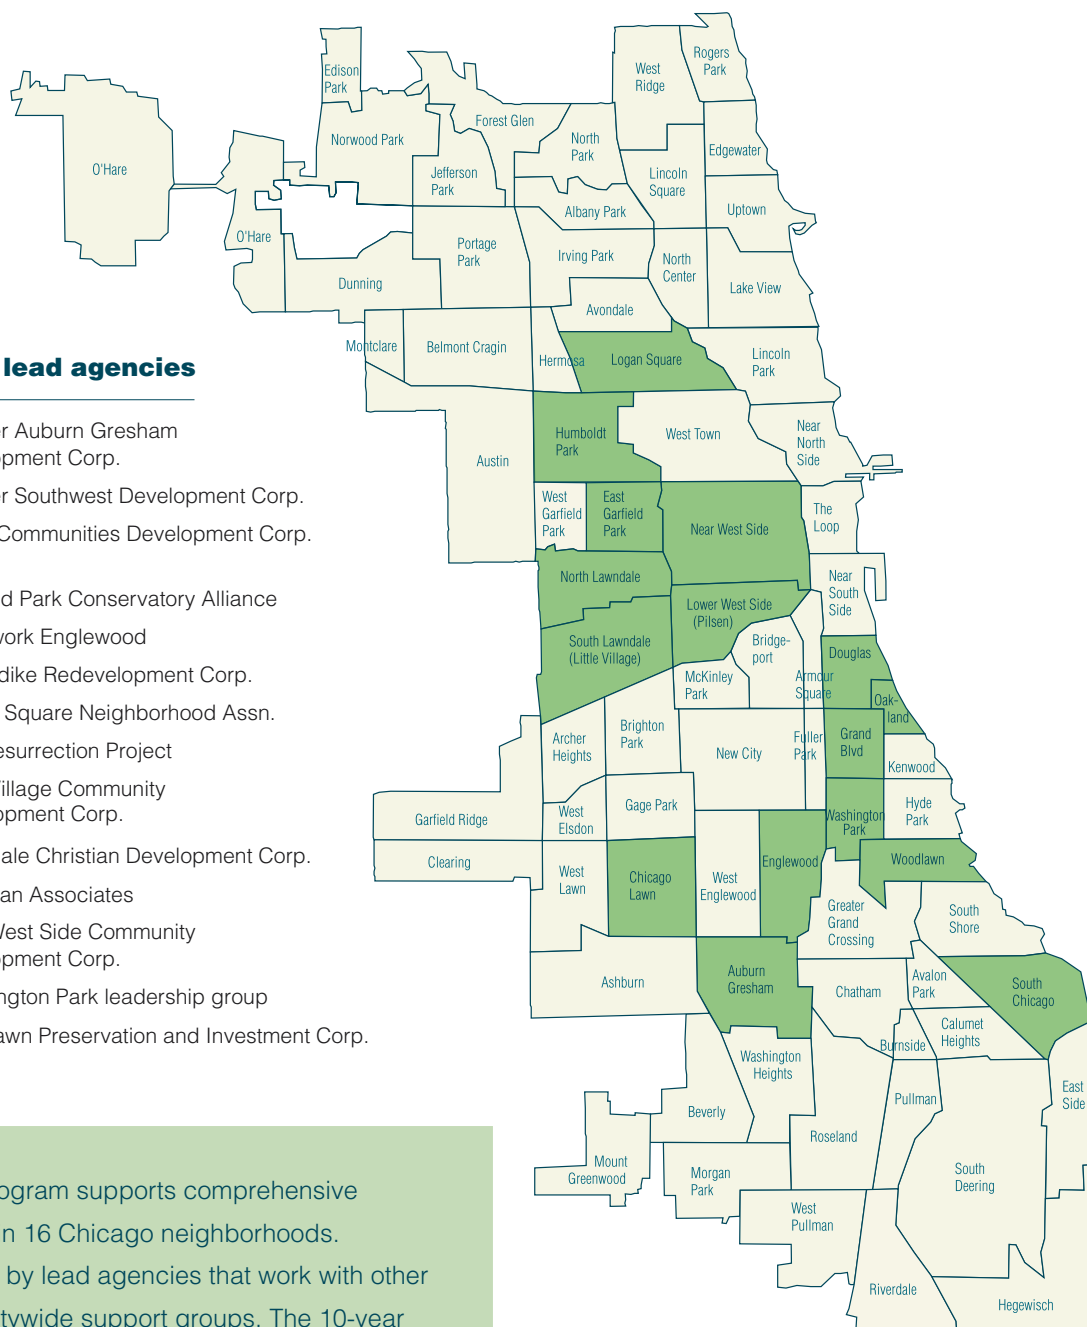 lead agencies
er Auburn Gresham
opment Corp.
er Southwest Development Corp.
Communities Development Corp.
d Park Conservatory Alliance
work Englewood
dike Redevelopment Corp.
Square Neighborhood Assn.
esurrection Project
Village Community
opment Corp.
ale Christian Development Corp.
an Associates
West Side Community
opment Corp.
ngton Park leadership group
awn Preservation and Investment Corp.
ogram supports comprehensive
n 16 Chicago neighborhoods.
by lead agencies that work with other
tywide support groups. The 10-year
Rogers
Park
West
Ridge
Edison
Park
Norwood Park
Forest Glen
North
Park
Jefferson
Park
Lincoln
Square
Edgewater
O'Hare
O'Hare
Albany Park
Uptown
Portage
Park
Irving Park
North
Center
Lake View
Dunning
Avondale
Montclare
Belmont Cragin
Hermosa
Logan Square
Lincoln
Park
Humboldt
Park
West Town
Near
North
Side
Austin
West
Garfield
Park
East
Garfield
Park
Near West Side
The
Loop
North Lawndale
Near
South
Side
Lower West Side
(Pilsen)
South Lawndale
(Little Village)
Bridge-
port
Douglas
McKinley
Park
Armour
Square
Oak-
land
Archer
Heights
Brighton
Park
New City
Fuller
Park
Grand
Blvd
Kenwood
Garfield Ridge
West
Elsdon
Gage Park
Washington
Park
Hyde
Park
Clearing
West
Lawn
Chicago
Lawn
West
Englewood
Englewood
Woodlawn
Greater
Grand
Crossing
South
Shore
Ashburn
Auburn
Gresham
Chatham
Avalon
Park
South
Chicago
Burnside
Calumet
Heights
Washington
Heights
East
Side
Beverly
Pullman
Roseland
Mount
Greenwood
Morgan
Park
South
Deering
West
Pullman
Riverdale
Hegewisch